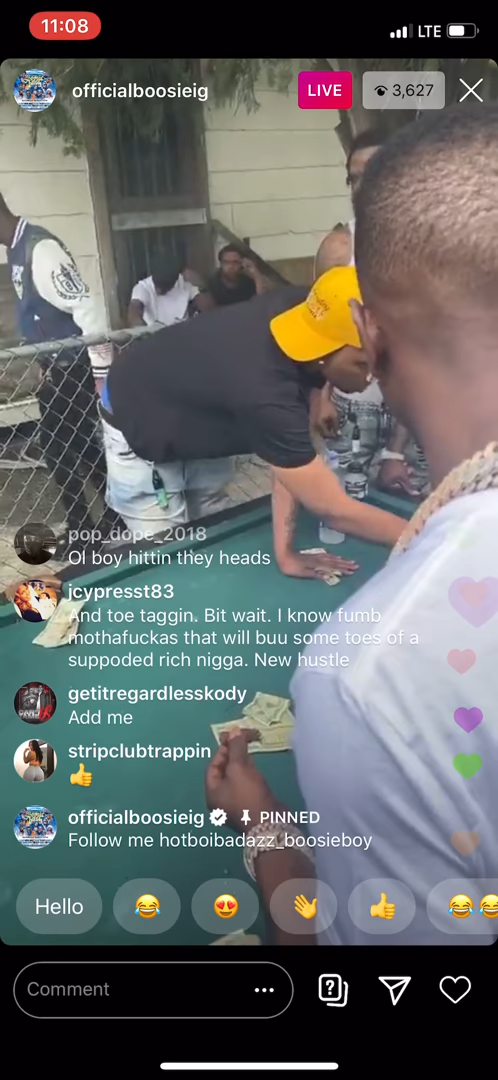 11:08
LTE
officialboosieig
LIVE
3,627
pop_dope_2018
Ol boy hittin they heads
jcypresst83
And toe taggin. Bit wait. I know fumb
mothafuckas that will buu some toes of a
suppoded rich nigga. New hustle
getitregardlesskody
Add me
stripclubtrappin
👍
officialboosieig PINNED
Follow me hotboibadazz_boosieboy
Hello 😂 😍 👋 👍 😂😂
Comment